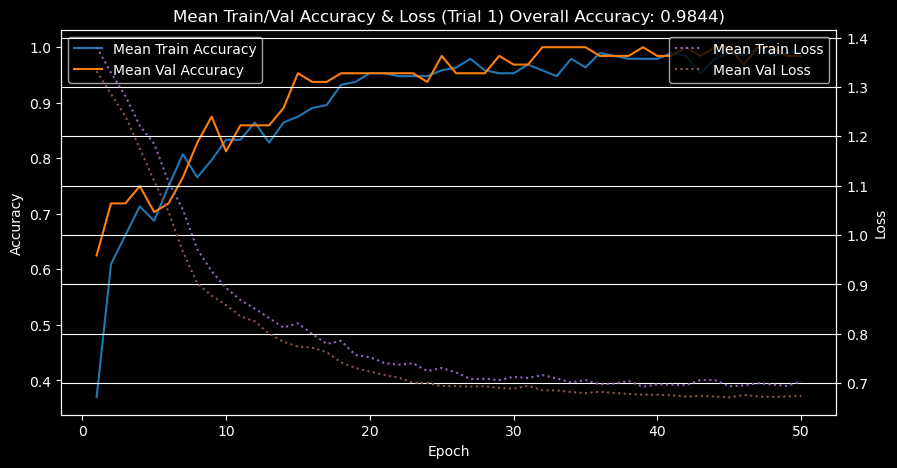 Mean Train/Val Accuracy & Loss (Trial 1) Overall Accuracy: 0.9844)
Mean Train Accuracy
Mean Val Accuracy
Mean Train Loss
Mean Val Loss
Accuracy
1.0
0.9
0.8
0.7
0.6
0.5
0.4
Loss
1.4
1.3
1.2
1.1
1.0
0.9
0.8
0.7
0 10 20 30 40 50
Epoch